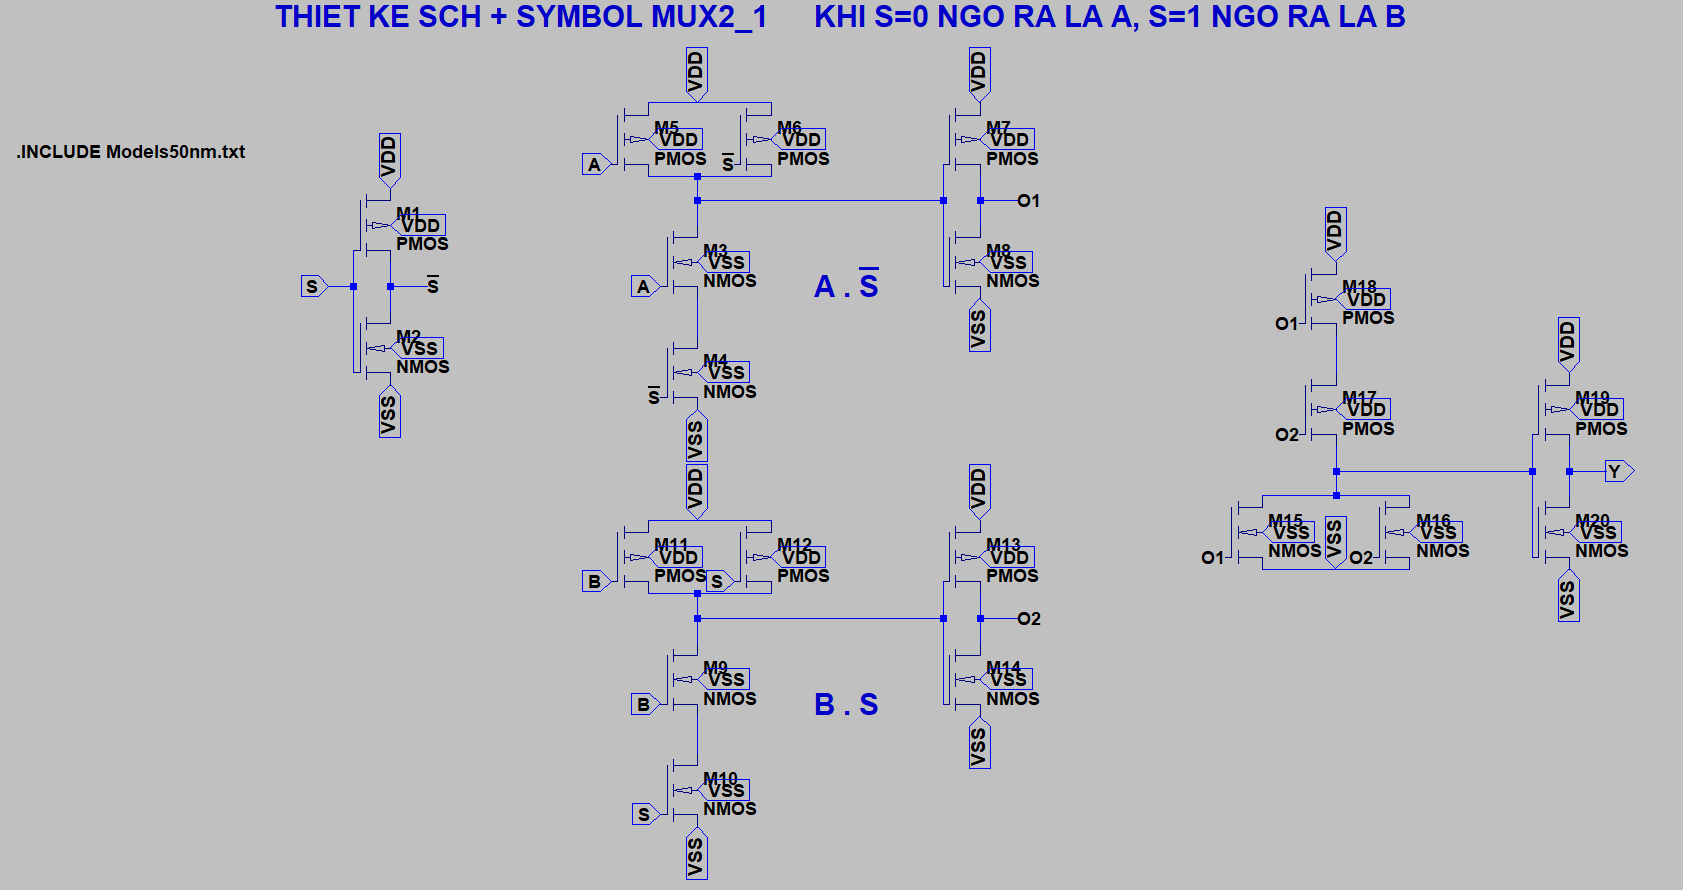 THIET KE SCH + SYMBOL MUX2_1 KHI S=0 NGO RA LA A, S=1 NGO RA LA B
.INCLUDE Models50nm.txt
VDD
M1
VDD
PMOS
S
S̅
M2
VSS
NMOS
VSS
VDD
M5
VDD
PMOS
A
M6
VDD
PMOS
S̅
M3
VSS
NMOS
A
M4
VSS
NMOS
S̅
VSS
VDD
M7
VDD
PMOS
O1
M8
VSS
NMOS
VSS
A . S̅
VDD
M11
VDD
PMOS
B
M12
VDD
PMOS
S
M9
VSS
NMOS
B
M10
VSS
NMOS
S
VSS
VDD
M13
VDD
PMOS
O2
M14
VSS
NMOS
VSS
B . S
VDD
M18
VDD
PMOS
O1
M17
VDD
PMOS
O2
M15
VSS
NMOS
O1
VSS
M16
VSS
NMOS
O2
VDD
M19
VDD
PMOS
Y
M20
VSS
NMOS
VSS